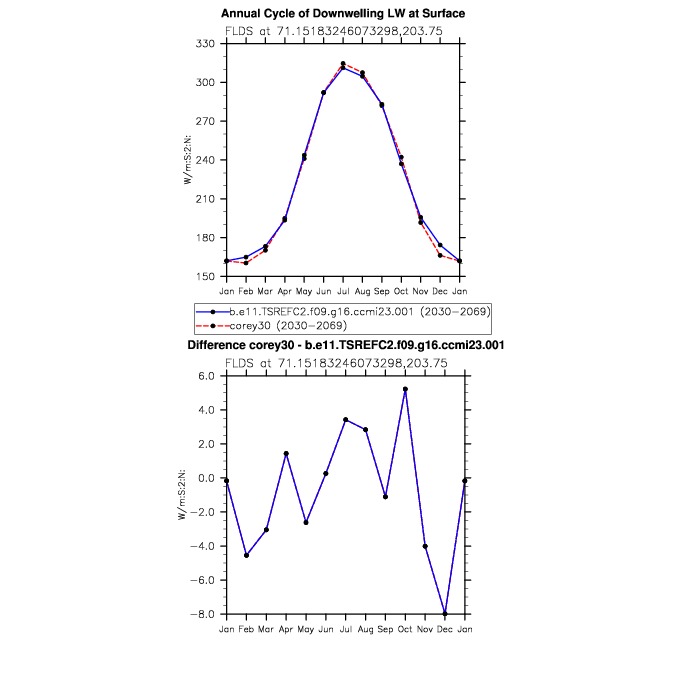 Annual Cycle of Downwelling LW at Surface
FLDS at 71.15183246073298,203.75
330
300
270
240
210
180
150
W/m:S:2:N:
Jan Feb Mar Apr May Jun Jul Aug Sep Oct Nov Dec Jan
b.e11.TSREFC2.f09.g16.ccmi23.001 (2030-2069)
corey30 (2030-2069)
Difference corey30 - b.e11.TSREFC2.f09.g16.ccmi23.001
FLDS at 71.15183246073298,203.75
6.0
4.0
2.0
0.0
-2.0
-4.0
-6.0
-8.0
W/m:S:2:N:
Jan Feb Mar Apr May Jun Jul Aug Sep Oct Nov Dec Jan